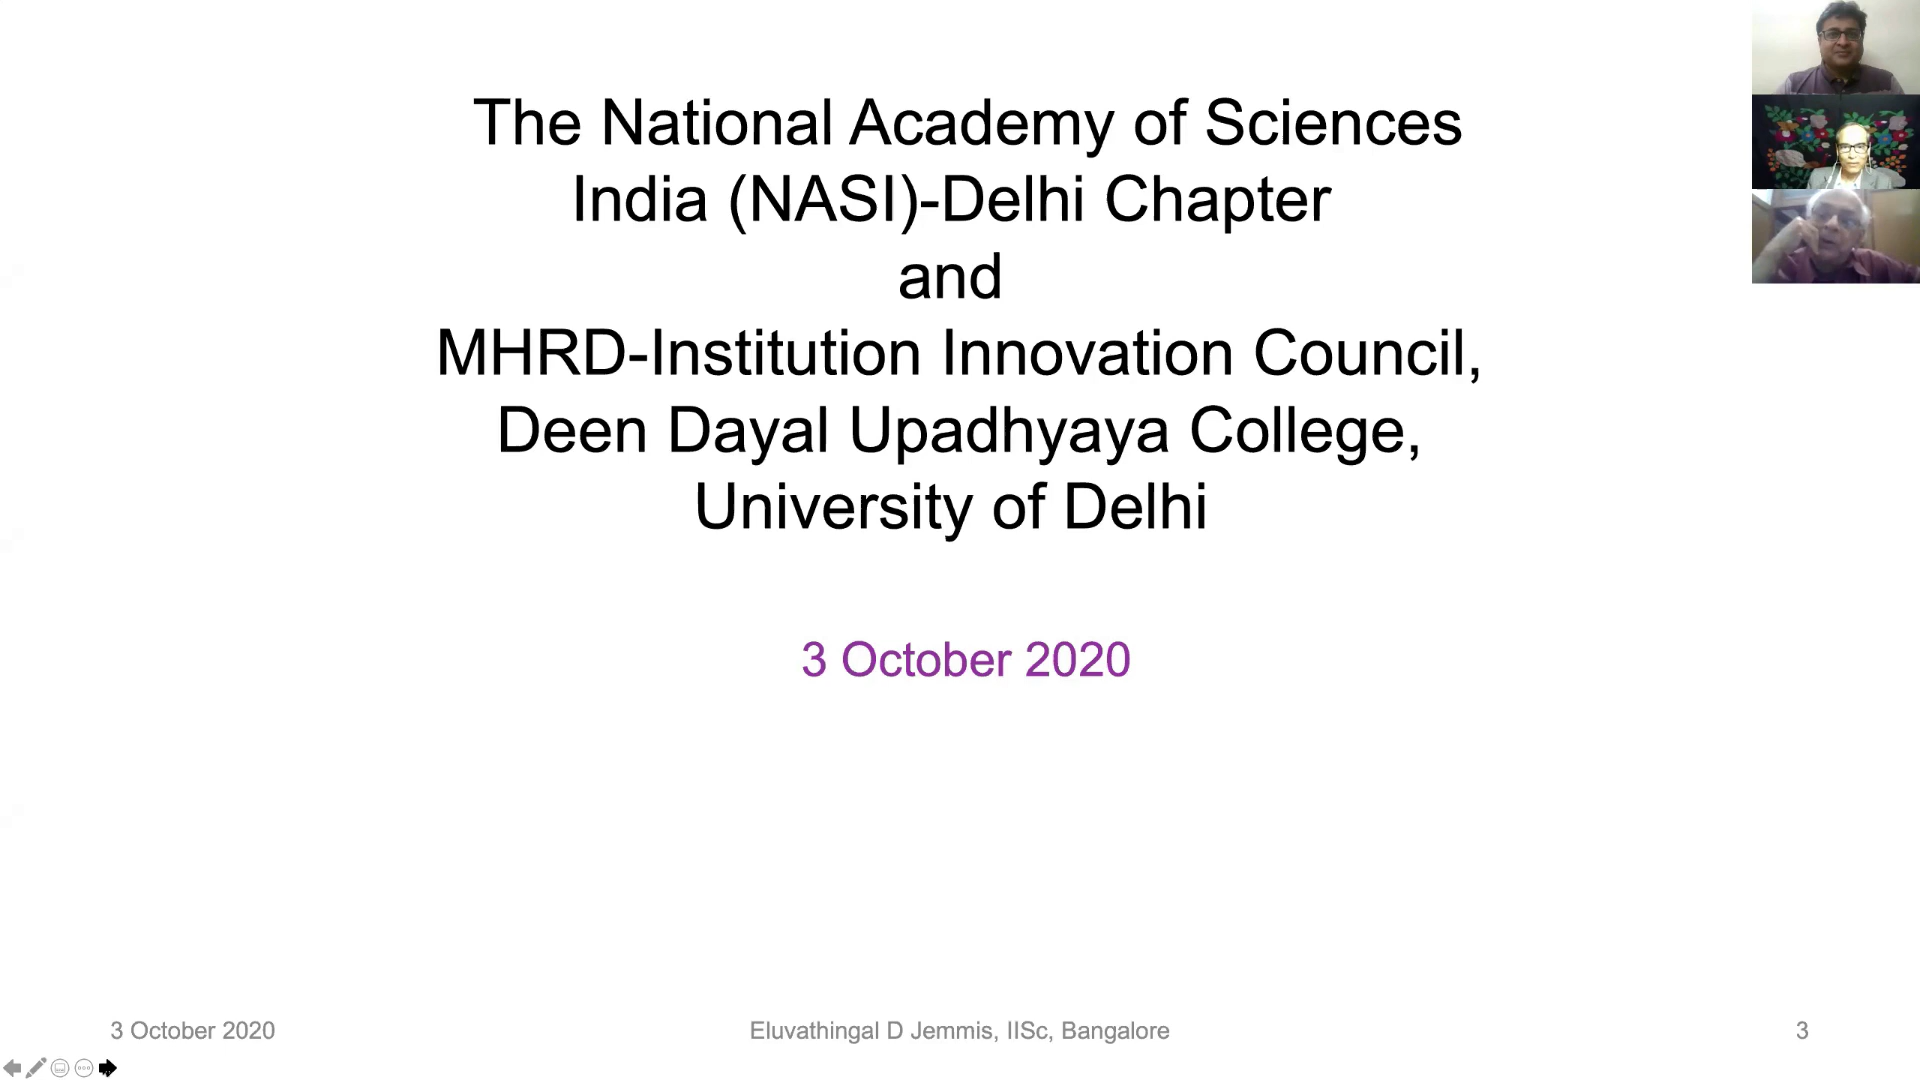 The National Academy of Sciences
India (NASI)-Delhi Chapter
and
MHRD-Institution Innovation Council,
Deen Dayal Upadhyaya College,
University of Delhi
3 October 2020
3 October 2020
Eluvathingal D Jemmis, IISc, Bangalore
3